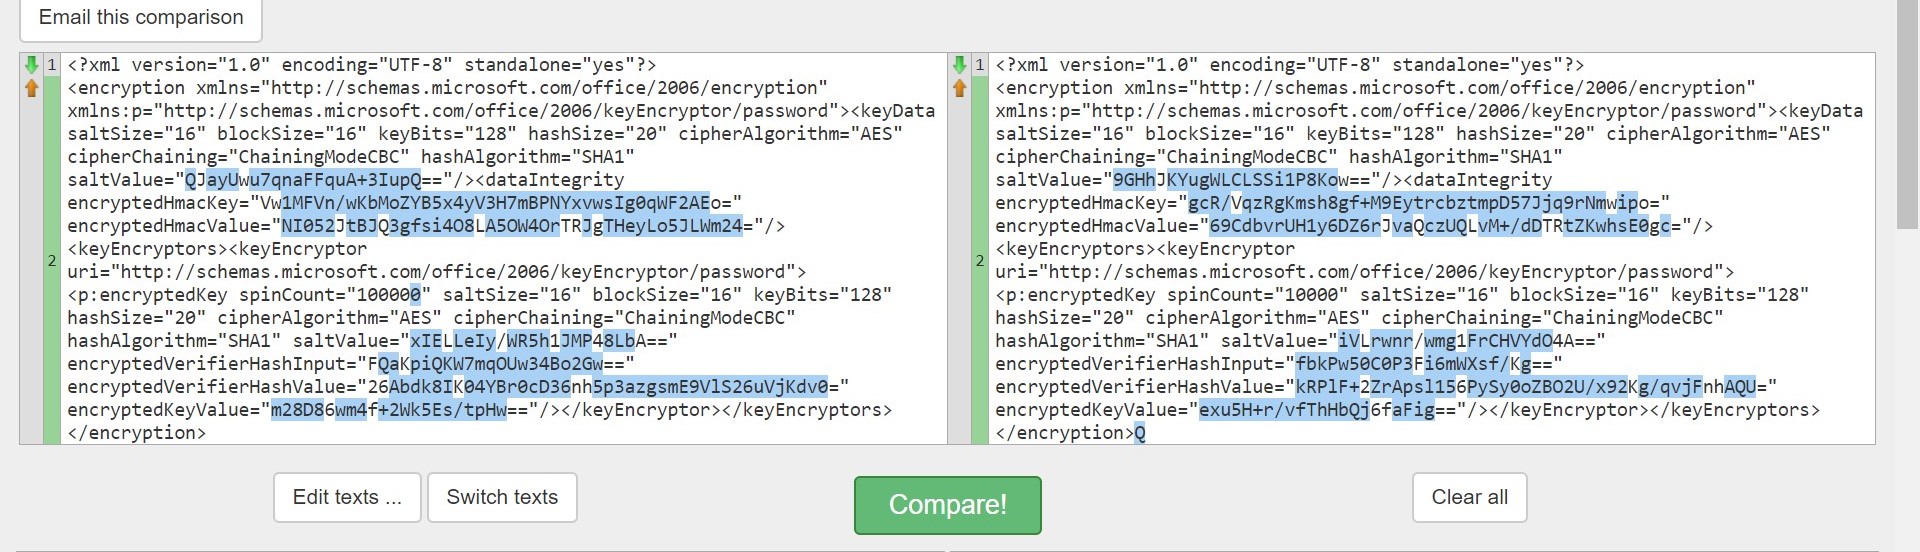 Email this comparison
1 <?xml version="1.0" encoding="UTF-8" standalone="yes"?>
<encryption xmlns="http://schemas.microsoft.com/office/2006/encryption"
xmlns:p="http://schemas.microsoft.com/office/2006/keyEncryptor/password"><keyData
saltSize="16" blockSize="16" keyBits="128" hashSize="20" cipherAlgorithm="AES"
cipherChaining="ChainingModeCBC" hashAlgorithm="SHA1"
saltValue="QJayUwu7qnaFFquA+3IupQ=="/><dataIntegrity
encryptedHmacKey="Vw1MFVn/wKbMoZYB5x4yV3H7mBPNYxvwsIg0qWF2AEo="
encryptedHmacValue="NI052JtBJQ3gfsi4O8LA5OW4OrTRJgTHeyLo5JLWm24="/>
<keyEncryptors><keyEncryptor
2
uri="http://schemas.microsoft.com/office/2006/keyEncryptor/password">
<p:encryptedKey spinCount="100000" saltSize="16" blockSize="16" keyBits="128"
hashSize="20" cipherAlgorithm="AES" cipherChaining="ChainingModeCBC"
hashAlgorithm="SHA1" saltValue="xIELLeIy/WR5h1JMP48LbA=="
encryptedVerifierHashInput="FQaKpiQKW7mqOUw34Bo2Gw=="
encryptedVerifierHashValue="26Abdk8IK04YBr0cD36nh5p3azgsmE9VlS26uVjKdv0="
encryptedKeyValue="m28D86wm4f+2Wk5Es/tpHw=="/></keyEncryptor></keyEncryptors>
</encryption>
1 <?xml version="1.0" encoding="UTF-8" standalone="yes"?>
<encryption xmlns="http://schemas.microsoft.com/office/2006/encryption"
xmlns:p="http://schemas.microsoft.com/office/2006/keyEncryptor/password"><keyData
saltSize="16" blockSize="16" keyBits="128" hashSize="20" cipherAlgorithm="AES"
cipherChaining="ChainingModeCBC" hashAlgorithm="SHA1"
saltValue="9GHhJKYugWLCLSSi1P8Kow=="/><dataIntegrity
encryptedHmacKey="gcR/VqzRgKmsh8gf+M9EytrcbztmpD57Jjq9rNmwipo="
encryptedHmacValue="69CdbvrUH1y6DZ6rJvaQczUQLvM+/dDTRtZKwhsE0gc="/>
<keyEncryptors><keyEncryptor
2
uri="http://schemas.microsoft.com/office/2006/keyEncryptor/password">
<p:encryptedKey spinCount="10000" saltSize="16" blockSize="16" keyBits="128"
hashSize="20" cipherAlgorithm="AES" cipherChaining="ChainingModeCBC"
hashAlgorithm="SHA1" saltValue="iVLrwnr/wmg1FrCHVYdO4A=="
encryptedVerifierHashInput="fbkPw50C0P3Fi6mWXsf/Kg=="
encryptedVerifierHashValue="kRPlF+2ZrApsl156PySy0oZBO2U/x92Kg/qvjFnhAQU="
encryptedKeyValue="exu5H+r/vfThHbQj6faFig=="/></keyEncryptor></keyEncryptors>
</encryption>Q
Edit texts ...
Switch texts
Compare!
Clear all